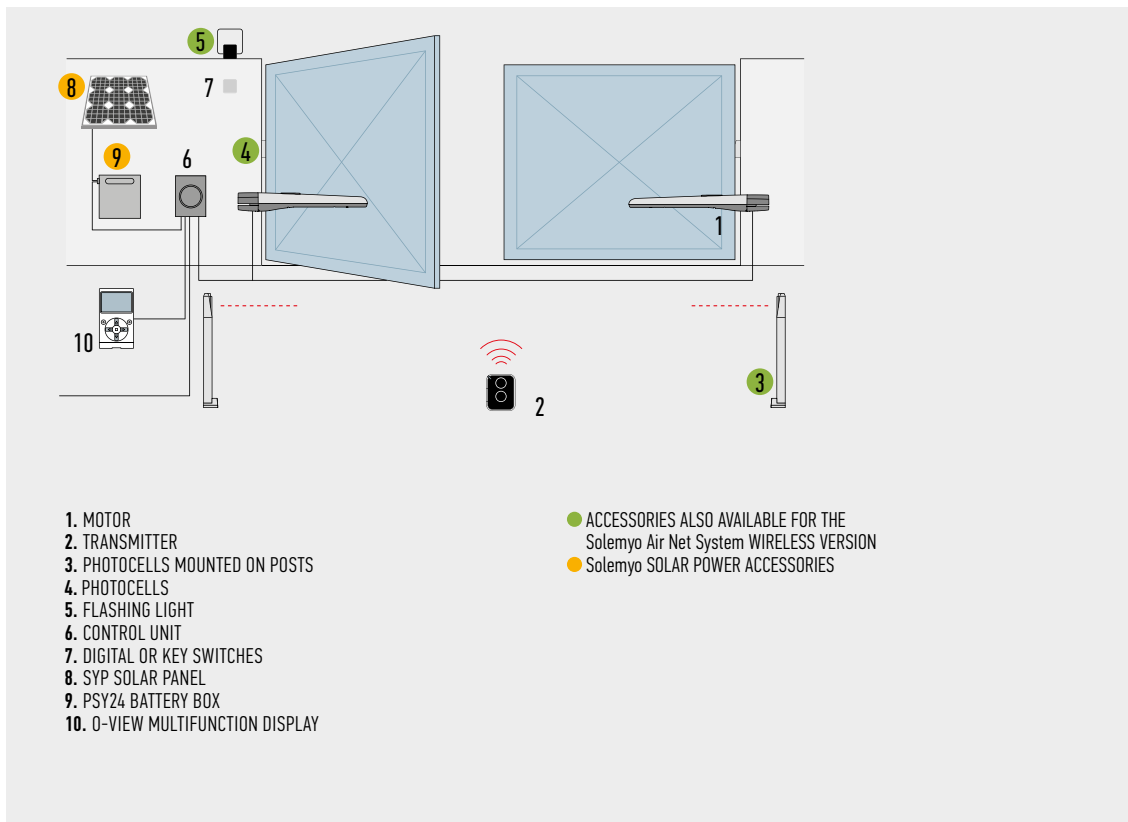 5
8
7
4
9
6
1
10
3
2
1. MOTOR
2. TRANSMITTER
3. PHOTOCELLS MOUNTED ON POSTS
4. PHOTOCELLS
5. FLASHING LIGHT
6. CONTROL UNIT
7. DIGITAL OR KEY SWITCHES
8. SYP SOLAR PANEL
9. PSY24 BATTERY BOX
10. O-VIEW MULTIFUNCTION DISPLAY
ACCESSORIES ALSO AVAILABLE FOR THE
Solemyo Air Net System WIRELESS VERSION
Solemyo SOLAR POWER ACCESSORIES